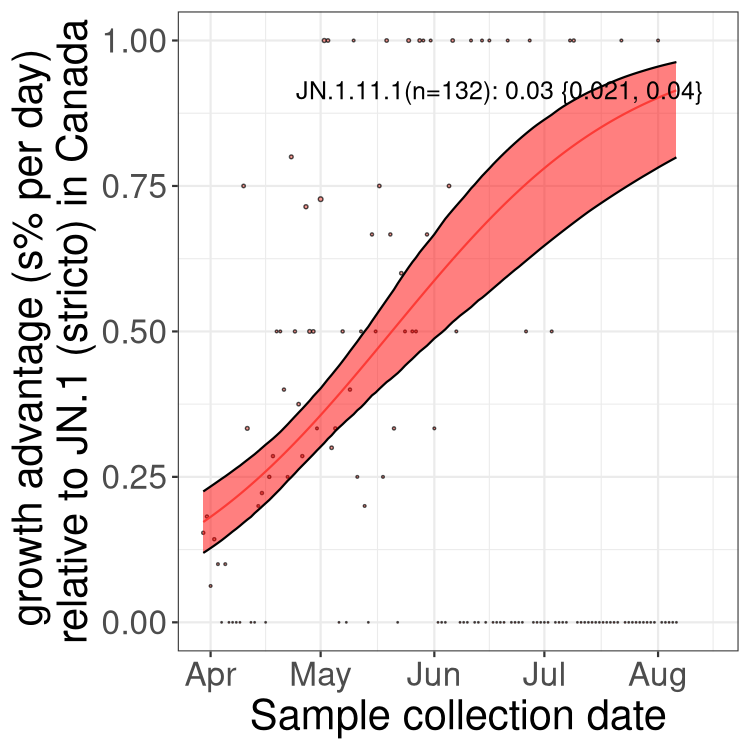 growth advantage (s% per day)
relative to JN.1 (stricto) in Canada
1.00
0.75
0.50
0.25
0.00
JN.1.11.1(n=132): 0.03 {0.021, 0.04}
Apr May Jun Jul Aug
Sample collection date